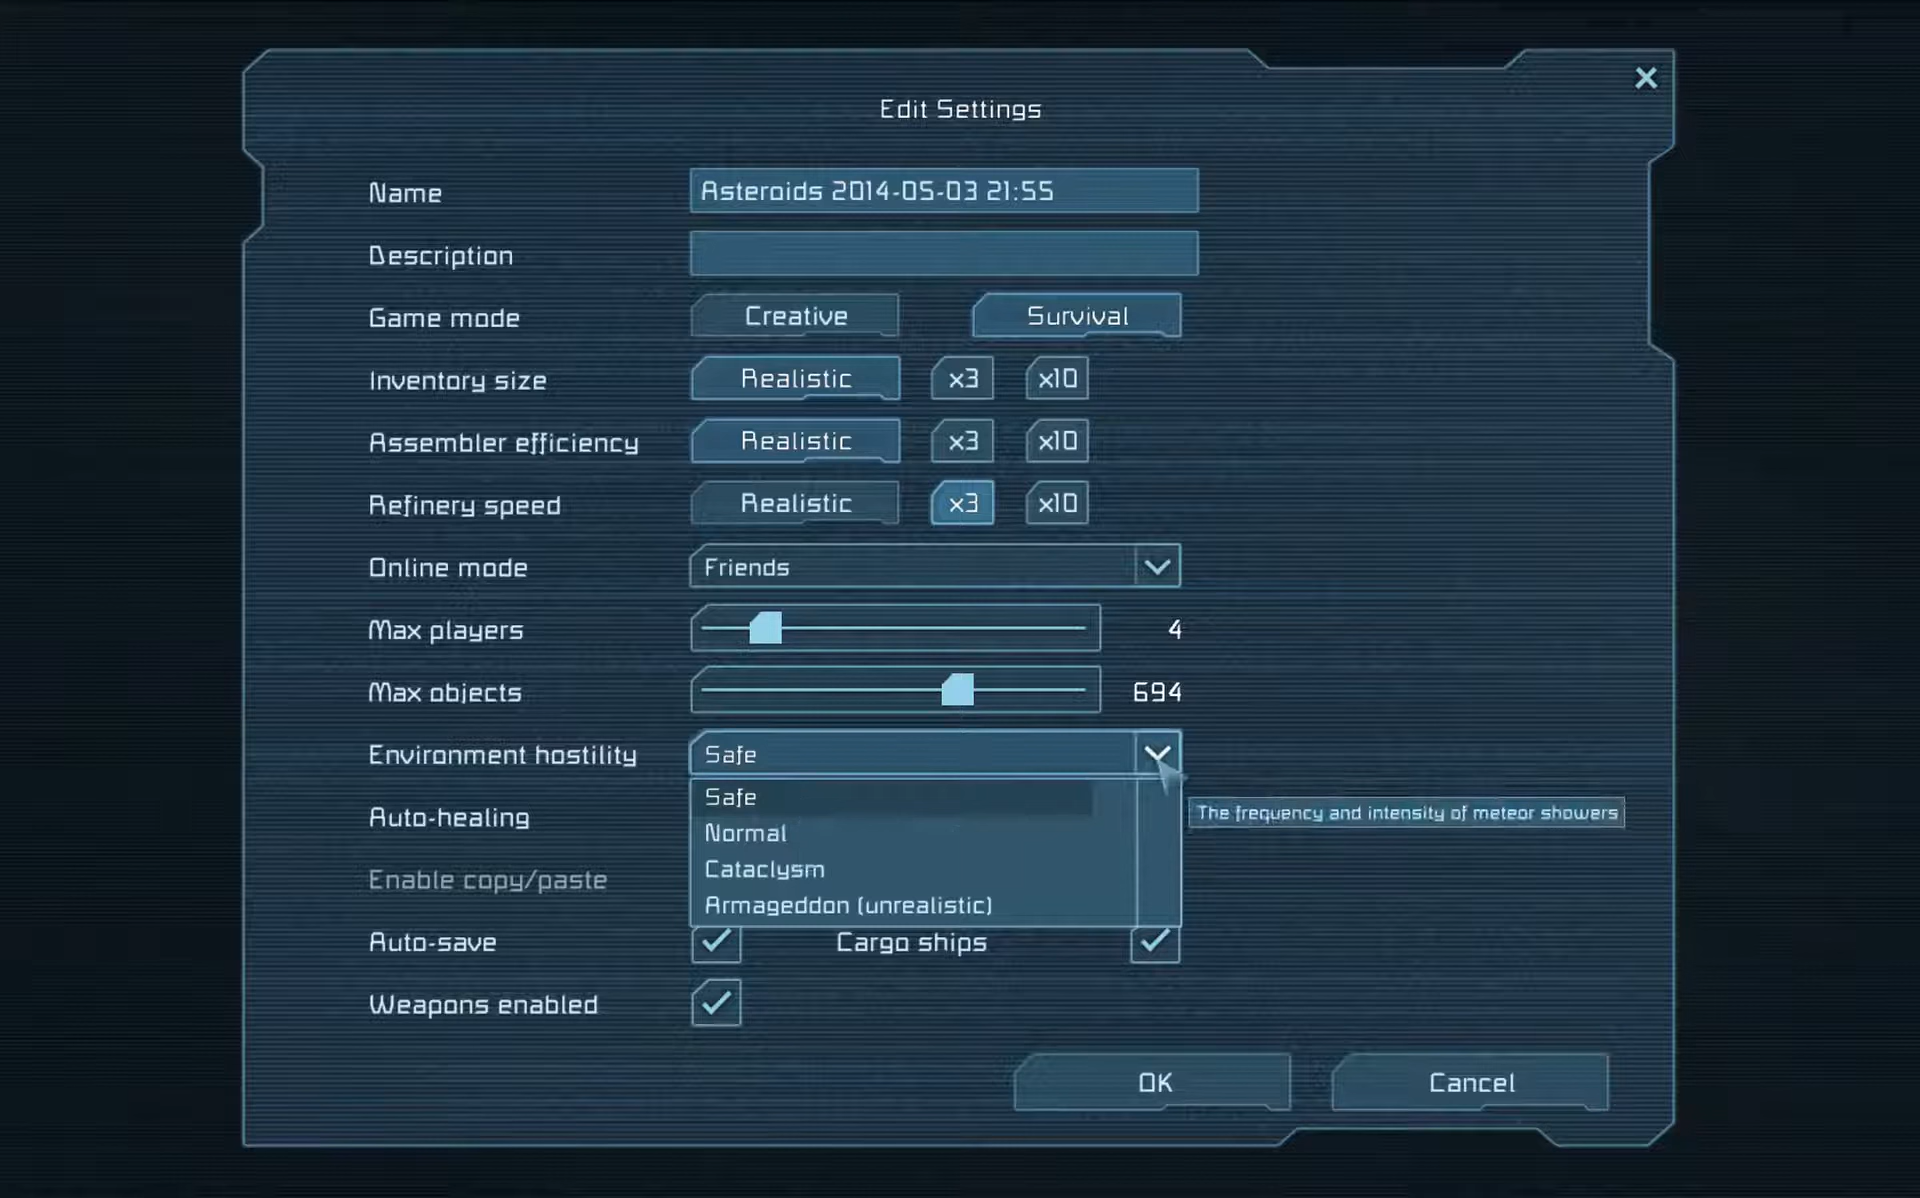 Edit Settings
Name
Asteroids 2014-05-03 21:55
Description
Game mode
Creative
Survival
Inventory size
Realistic
x3
x10
Assembler efficiency
Realistic
x3
x10
Refinery speed
Realistic
x3
x10
Online mode
Friends
Max players
4
Max objects
694
Environment hostility
Safe
Safe
The frequency and intensity of meteor showers
Auto-healing
Normal
Cataclysm
Enable copy/paste
Armageddon (unrealistic)
Auto-save
Cargo ships
Weapons enabled
OK
Cancel